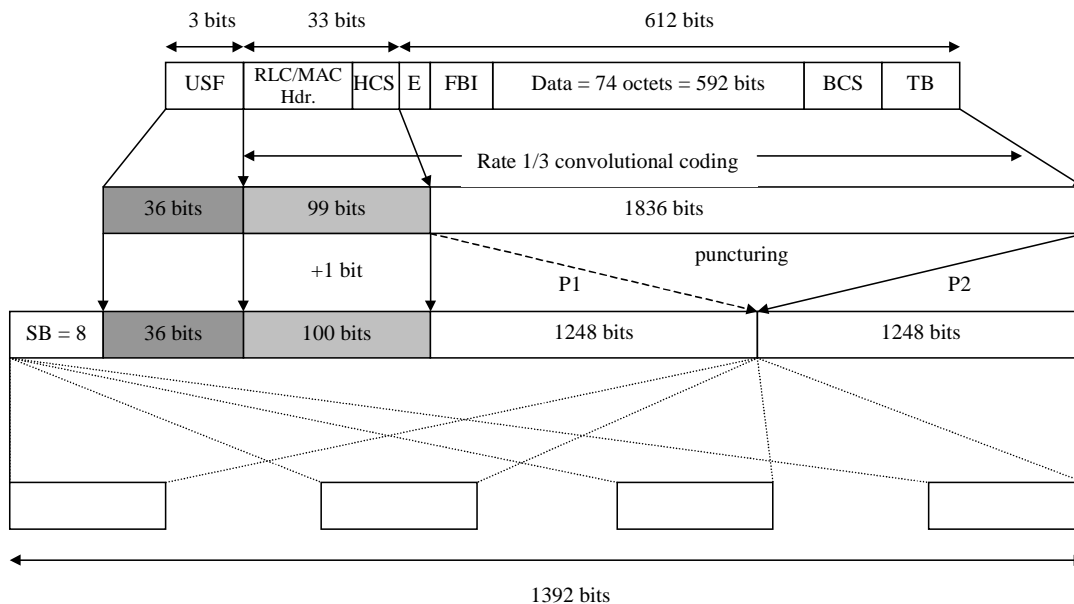 3 bits 33 bits 612 bits
USF RLC/MAC Hdr. HCS E FBI Data = 74 octets = 592 bits BCS TB
Rate 1/3 convolutional coding
36 bits 99 bits 1836 bits
+1 bit puncturing
P1 P2
SB = 8 36 bits 100 bits 1248 bits 1248 bits
1392 bits